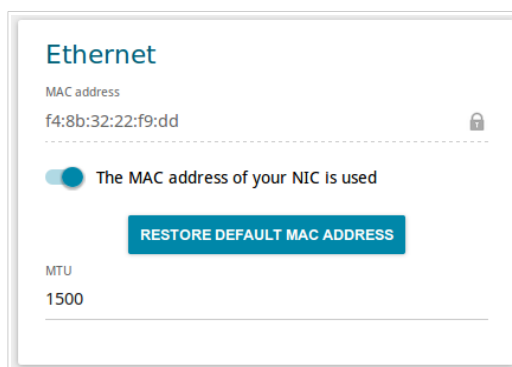 Ethernet
MAC address
f4:8b:32:22:f9:dd
The MAC address of your NIC is used
RESTORE DEFAULT MAC ADDRESS
MTU
1500